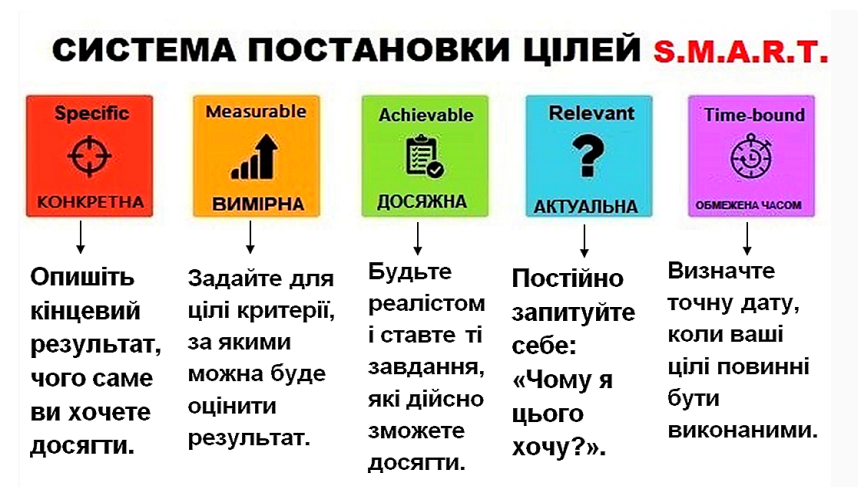 СИСТЕМА ПОСТАНОВКИ ЦІЛЕЙ S.M.A.R.T.
Specific
КОНКРЕТНА
Опишіть
кінцевий
результат,
чого саме
ви хочете
досягти.
Measurable
ВИМІРНА
Задайте для
цілі критерії,
за якими
можна буде
оцінити
результат.
Achievable
ДОСЯЖНА
Будьте
реалістом
і ставте ті
завдання,
які дійсно
зможете
досягти.
Relevant
?
АКТУАЛЬНА
Постійно
запитуйте
себе:
«Чому я
цього
хочу?».
Time-bound
ОБМЕЖЕНА ЧАСОМ
Визначте
точну дату,
коли ваші
цілі повинні
бути
виконаними.